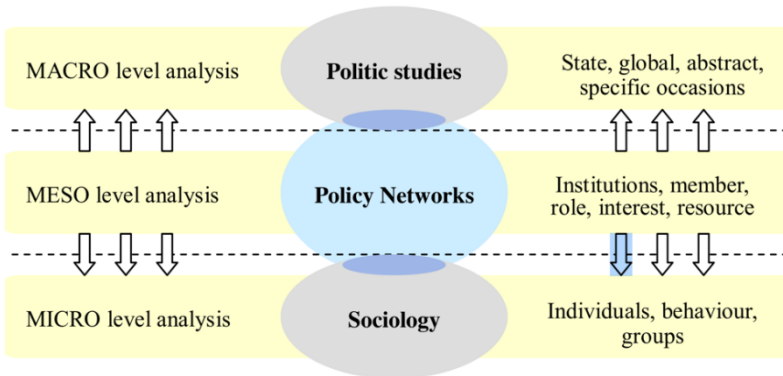 MACRO level analysis
Politic studies
State, global, abstract,
specific occasions
MESO level analysis
Policy Networks
Institutions, member,
role, interest, resource
MICRO level analysis
Sociology
Individuals, behaviour,
groups